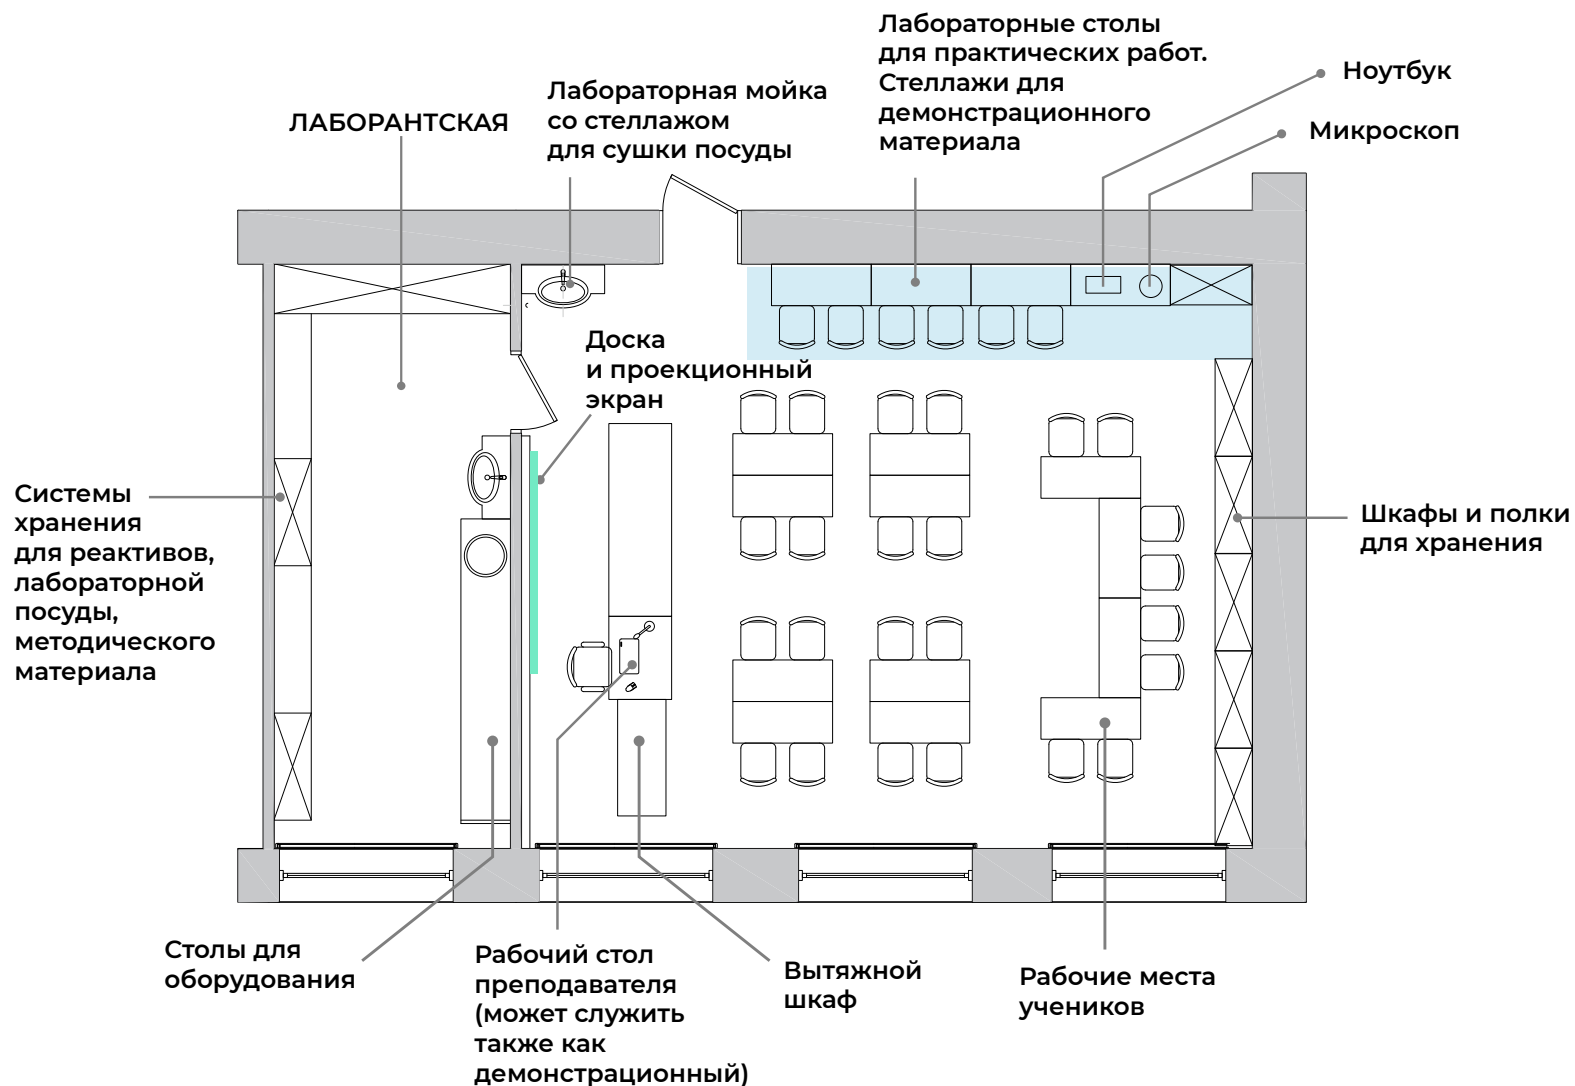 Лабораторные столы
для практических работ.
Стеллажи для
демонстрационного
материала
Ноутбук
Микроскоп
Лабораторная мойка
со стеллажом
для сушки посуды
ЛАБОРАНТСКАЯ
Доска
и проекционный
экран
Системы
хранения
для реактивов,
лабораторной
посуды,
методического
материала
Шкафы и полки
для хранения
Столы для
оборудования
Рабочий стол
преподавателя
(может служить
также как
демонстрационный)
Вытяжной
шкаф
Рабочие места
учеников